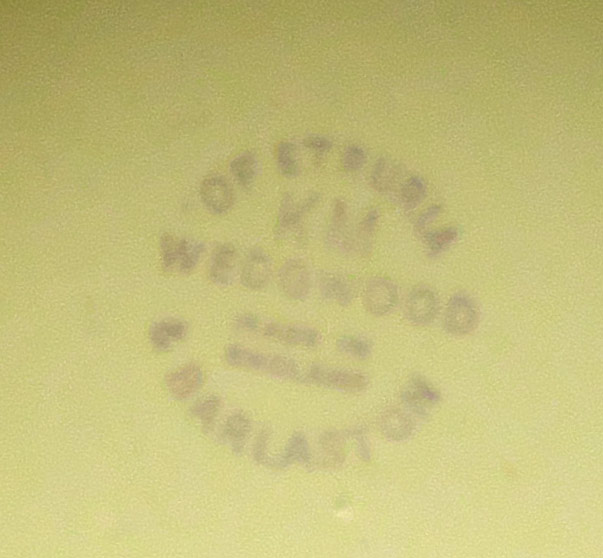 OF ETRURIA
KM
WEDGWOOD
MADE IN
ENGLAND
& BARLASTON